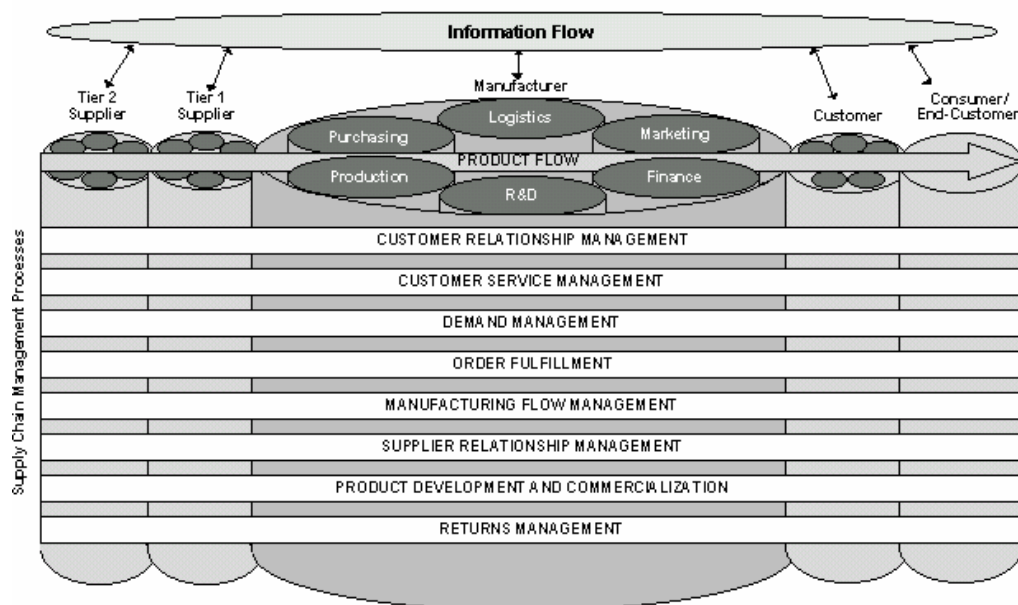 Information Flow
Tier 2
Supplier
Tier 1
Supplier
Manufacturer
Customer
Consumer/
End-Customer
Logistics
Purchasing
Marketing
PRODUCT FLOW
Production
Finance
R&D
Supply Chain Management Processes
CUSTOMER RELATIONSHIP MANAGEMENT
CUSTOMER SERVICE MANAGEMENT
DEMAND MANAGEMENT
ORDER FULFILLMENT
MANUFACTURING FLOW MANAGEMENT
SUPPLIER RELATIONSHIP MANAGEMENT
PRODUCT DEVELOPMENT AND COMMERCIALIZATION
RETURNS MANAGEMENT